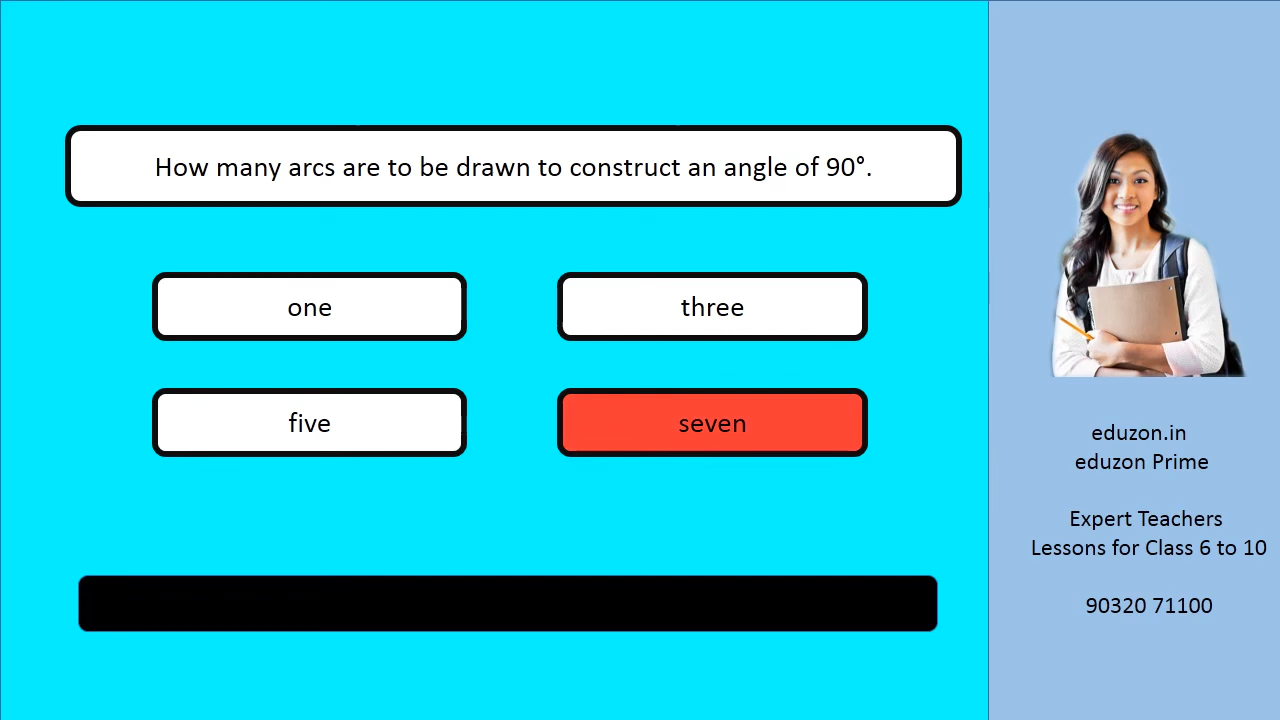 How many arcs are to be drawn to construct an angle of 90°.
one
three
five
seven
eduzon.in
eduzon Prime
Expert Teachers
Lessons for Class 6 to 10
90320 71100